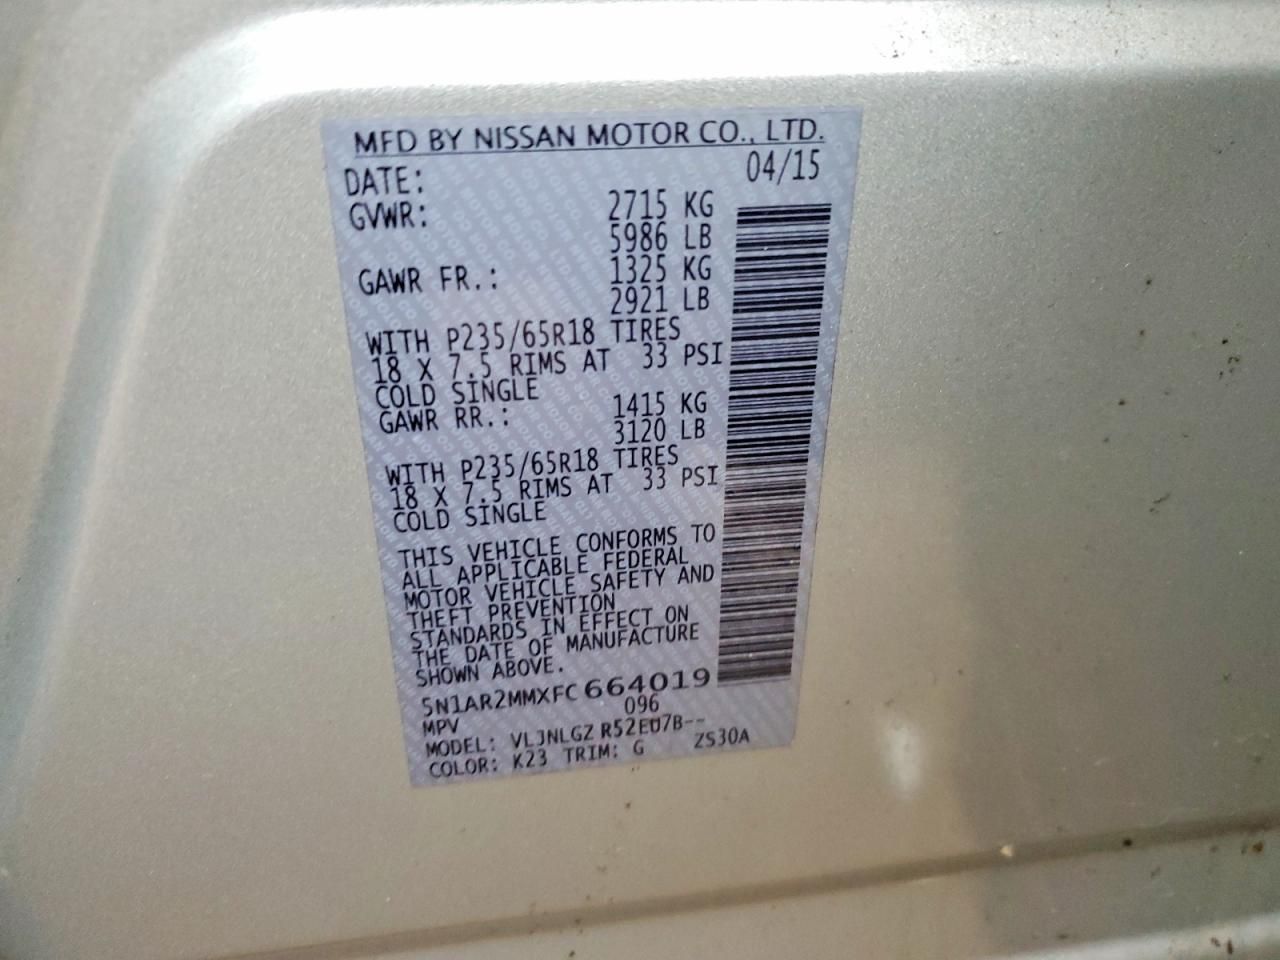 MFD BY NISSAN MOTOR CO., LTD.
DATE: 04/15
GVWR: 2715 KG
5986 LB
GAWR FR.: 1325 KG
2921 LB
WITH P235/65R18 TIRES
18 X 7.5 RIMS AT 33 PSI
COLD SINGLE
GAWR RR.: 1415 KG
3120 LB
WITH P235/65R18 TIRES
18 X 7.5 RIMS AT 33 PSI
COLD SINGLE
THIS VEHICLE CONFORMS TO
ALL APPLICABLE FEDERAL
MOTOR VEHICLE SAFETY AND
THEFT PREVENTION
STANDARDS IN EFFECT ON
THE DATE OF MANUFACTURE
SHOWN ABOVE.
5N1AR2MMXFC664019
MPV 096
MODEL: VLJNLGZ R52EU7B--
COLOR: K23 TRIM: G ZS30A